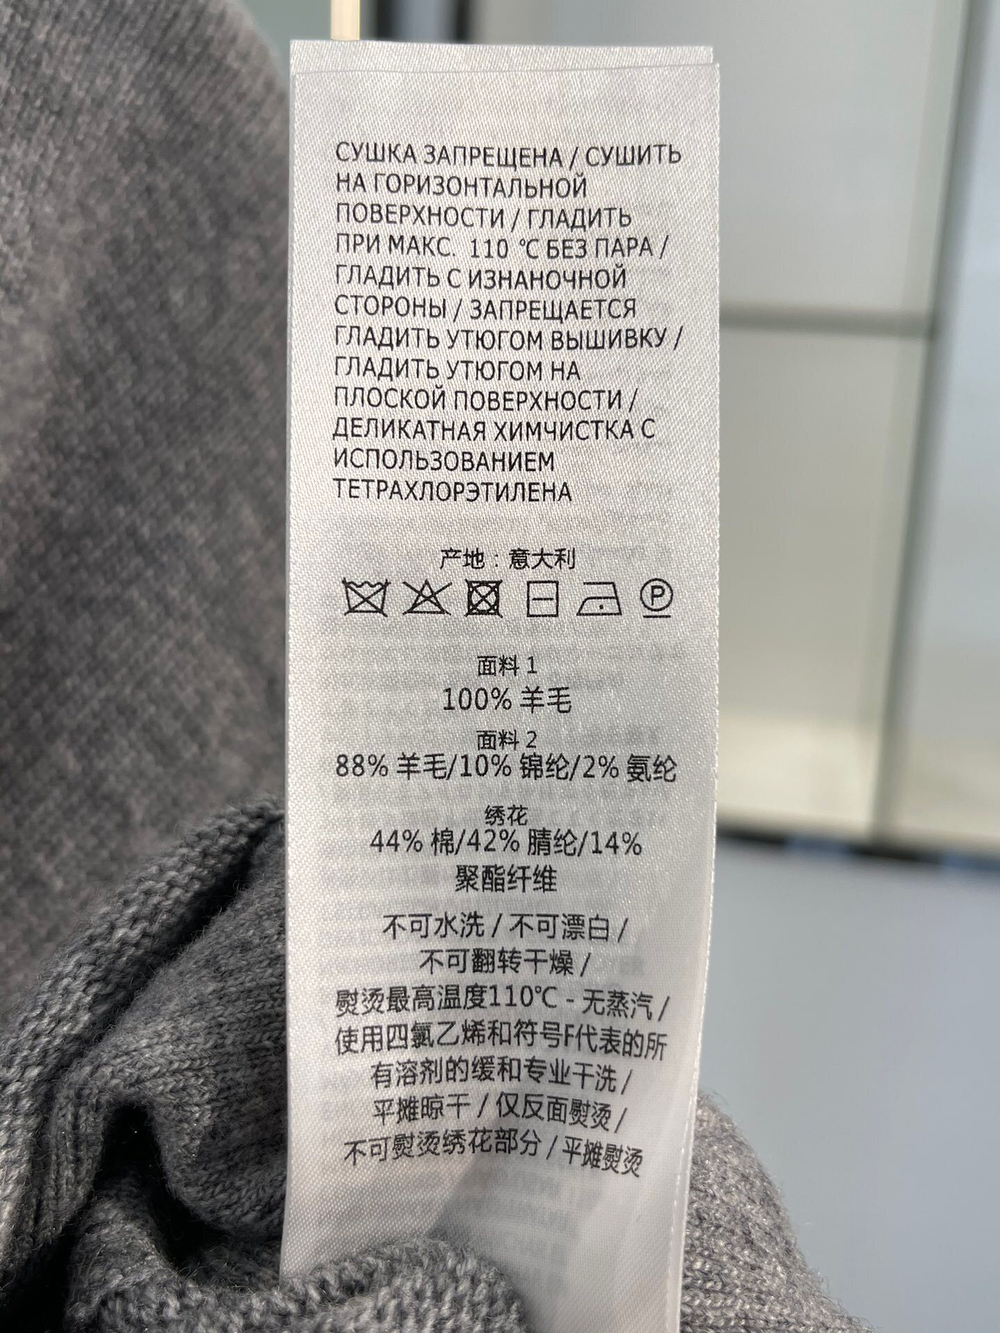 СУШКА ЗАПРЕЩЕНА / СУШИТЬ
НА ГОРИЗОНТАЛЬНОЙ
ПОВЕРХНОСТИ / ГЛАДИТЬ
ПРИ МАКС. 110 °C БЕЗ ПАРА /
ГЛАДИТЬ С ИЗНАНОЧНОЙ
СТОРОНЫ / ЗАПРЕЩАЕТСЯ
ГЛАДИТЬ УТЮГОМ ВЫШИВКУ /
ГЛАДИТЬ УТЮГОМ НА
ПЛОСКОЙ ПОВЕРХНОСТИ /
ДЕЛИКАТНАЯ ХИМЧИСТКА С
ИСПОЛЬЗОВАНИЕМ
ТЕТРАХЛОРЭТИЛЕНА
产地：意大利
P
面料 1
100% 羊毛
面料 2
88% 羊毛/10% 锦纶/2% 氨纶
绣花
44% 棉/42% 腈纶/14%
聚酯纤维
不可水洗 / 不可漂白 /
不可翻转干燥 /
熨烫最高温度110°C - 无蒸汽 /
使用四氯乙烯和符号F代表的所
有溶剂的缓和专业干洗 /
平摊晾干 / 仅反面熨烫 /
不可熨烫绣花部分 / 平摊熨烫